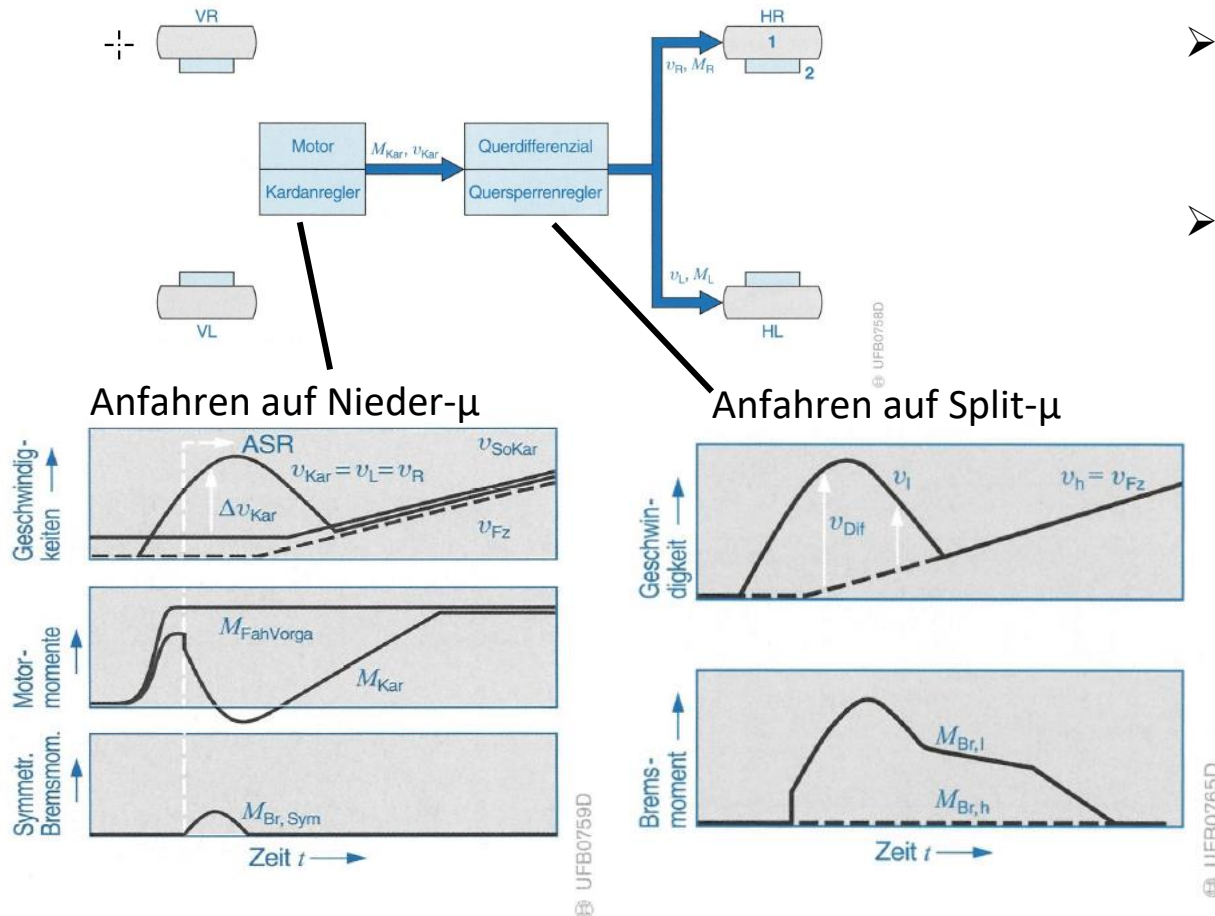 VR
HR
1
2
v_R, M_R
Motor
Kardanregler
M_Kar, v_Kar
Querdifferenzial
Quersperrenregler
v_L, M_L
VL
HL
UFB0758D
Anfahren auf Nieder-μ
Geschwindig-
keiten
ASR
v_SoKar
v_Kar = v_L = v_R
Δv_Kar
v_Fz
Motor-
momente
M_FahVorga
M_Kar
Symmetr.
Bremsmom.
M_Br, Sym
Zeit t
UFB0759D
Anfahren auf Split-μ
Geschwin-
digkeit
v_l
v_h = v_Fz
v_Dif
Brems-
moment
M_Br, l
M_Br, h
Zeit t
UFB0765D